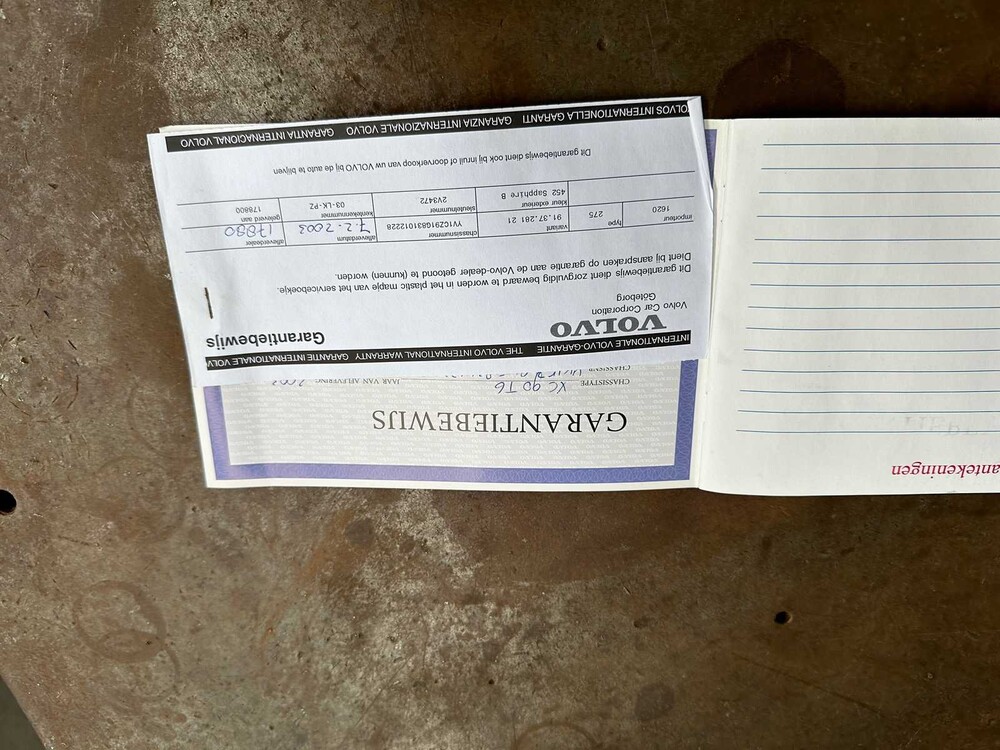 Aantekeningen
GARANTIEBEWIJS
CHASSISTYPE XC 90 T6 JAAR VAN AFLEVERING 2003
INTERNATIONALE VOLVO-GARANTIE THE VOLVO INTERNATIONAL WARRANTY GARANTIE INTERNATIONALE VOLVO
VOLVO Garantiebewijs
Volvo Car Corporation
Göteborg
Dit garantiebewijs dient zorgvuldig bewaard te worden in het plastic mapje van het serviceboekje.
Dien bij aanspraken op garantie aan de Volvo-dealer getoond te (kunnen) worden.
importeur type variant chassisnummer afleverdatum afleverdealer
1620 275 91.37.281 21 YV1CZ91G831012228 7.2.2003 17880
kleur exterieur sleutelnummer kentekennummer geleverd aan
452 Sapphire B 2V3472 03-LK-PZ 178800
Dit garantiebewijs dient ook bij inruil of doorverkoop van uw VOLVO bij de auto te blijven
VOLVOS INTERNATIONELLA GARANTI GARANZIA INTERNAZIONALE VOLVO GARANTIA INTERNACIONAL VOLVO